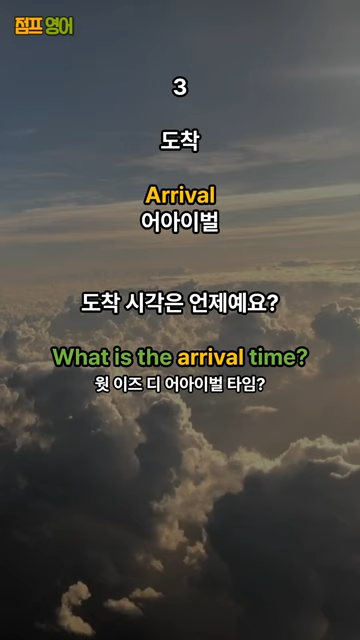 점프 영어
3
도착
Arrival
어아이벌
도착 시각은 언제예요?
What is the arrival time?
웟 이즈 디 어아이벌 타임?